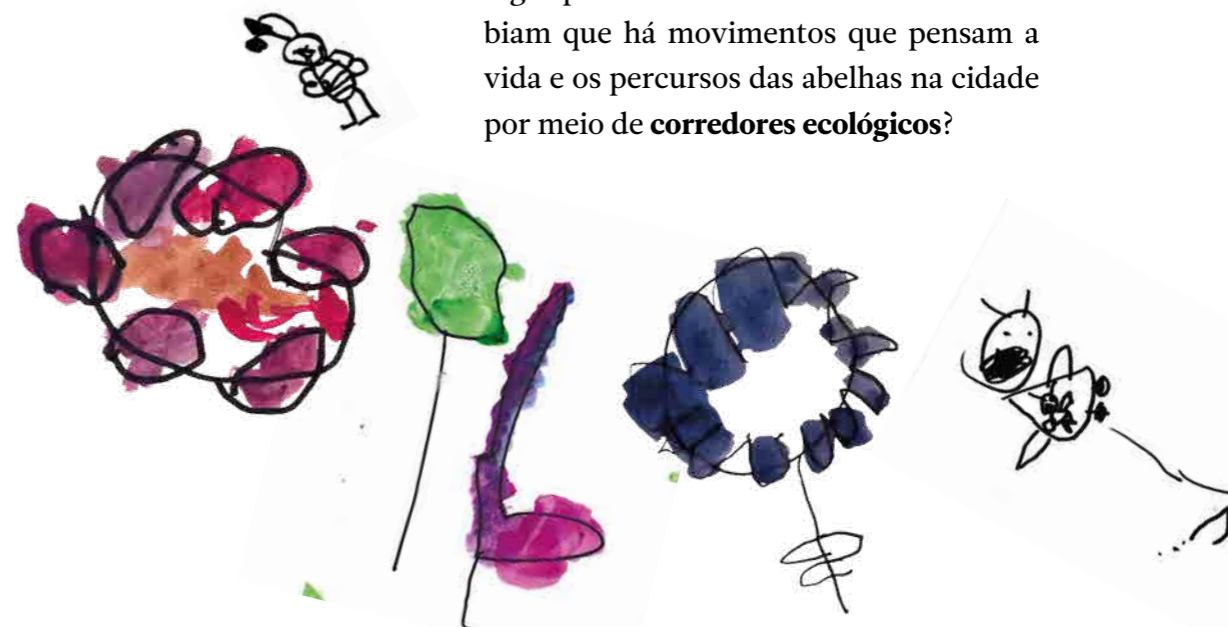 biam que há movimentos que pensam a
vida e os percursos das abelhas na cidade
por meio de corredores ecológicos?